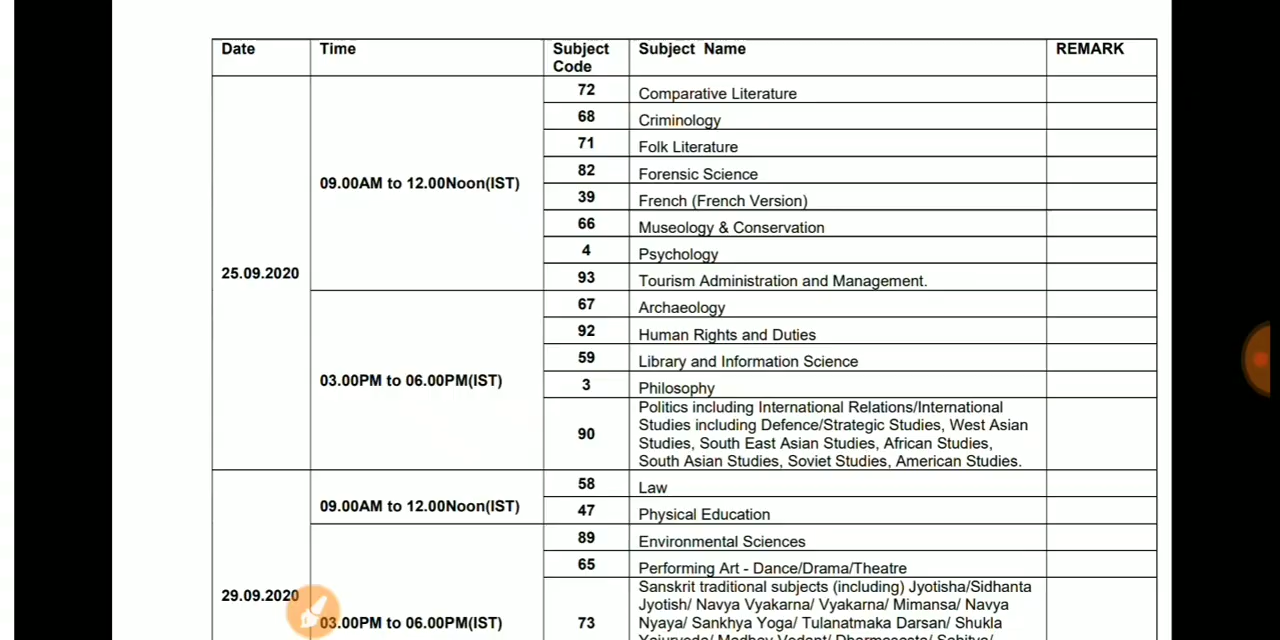 Date Time Subject Code Subject Name REMARK
25.09.2020
09.00AM to 12.00Noon(IST)
72 Comparative Literature
68 Criminology
71 Folk Literature
82 Forensic Science
39 French (French Version)
66 Museology & Conservation
4 Psychology
93 Tourism Administration and Management.
03.00PM to 06.00PM(IST)
67 Archaeology
92 Human Rights and Duties
59 Library and Information Science
3 Philosophy
90 Politics including International Relations/International
Studies including Defence/Strategic Studies, West Asian
Studies, South East Asian Studies, African Studies,
South Asian Studies, Soviet Studies, American Studies.
29.09.2020
09.00AM to 12.00Noon(IST)
58 Law
47 Physical Education
03.00PM to 06.00PM(IST)
89 Environmental Sciences
65 Performing Art - Dance/Drama/Theatre
73 Sanskrit traditional subjects (including) Jyotisha/Sidhanta
Jyotish/ Navya Vyakarna/ Vyakarna/ Mimansa/ Navya
Nyaya/ Sankhya Yoga/ Tulanatmaka Darsan/ Shukla